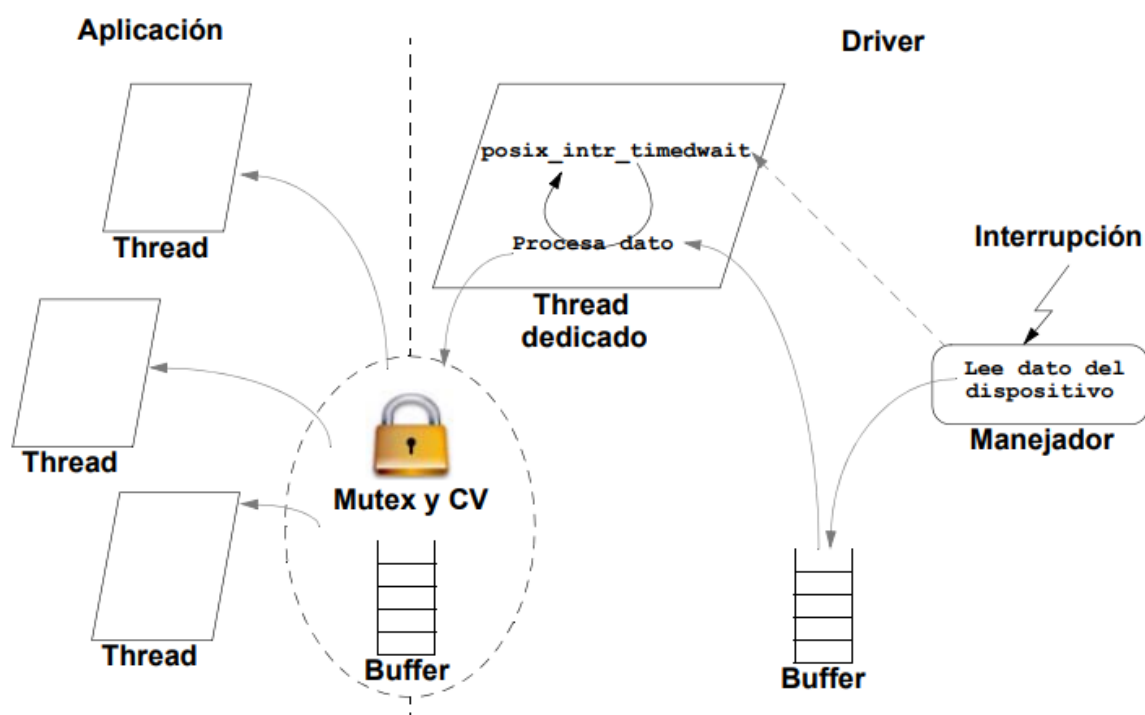 Aplicación
Driver
posix_intr_timedwait
Procesa dato
Thread
dedicado
Interrupción
Lee dato del
dispositivo
Manejador
Thread
Thread
Thread
Mutex y CV
Buffer
Buffer